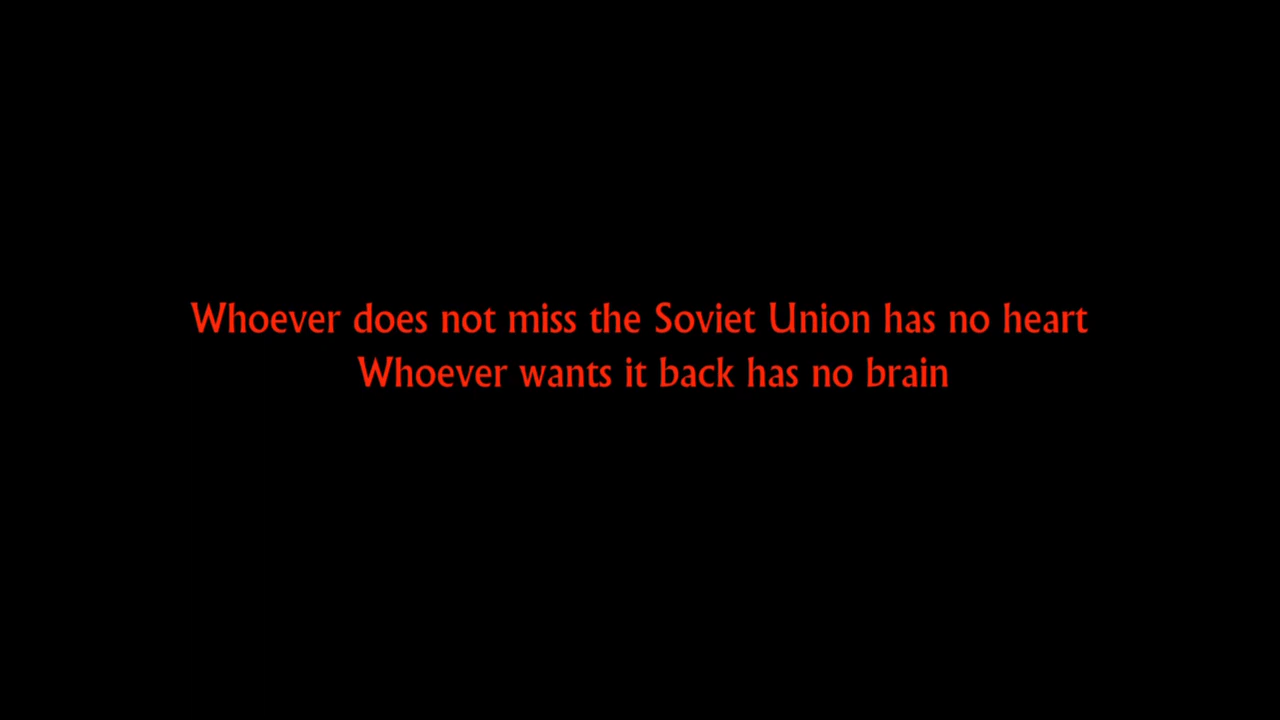 Whoever does not miss the Soviet Union has no heart
Whoever wants it back has no brain